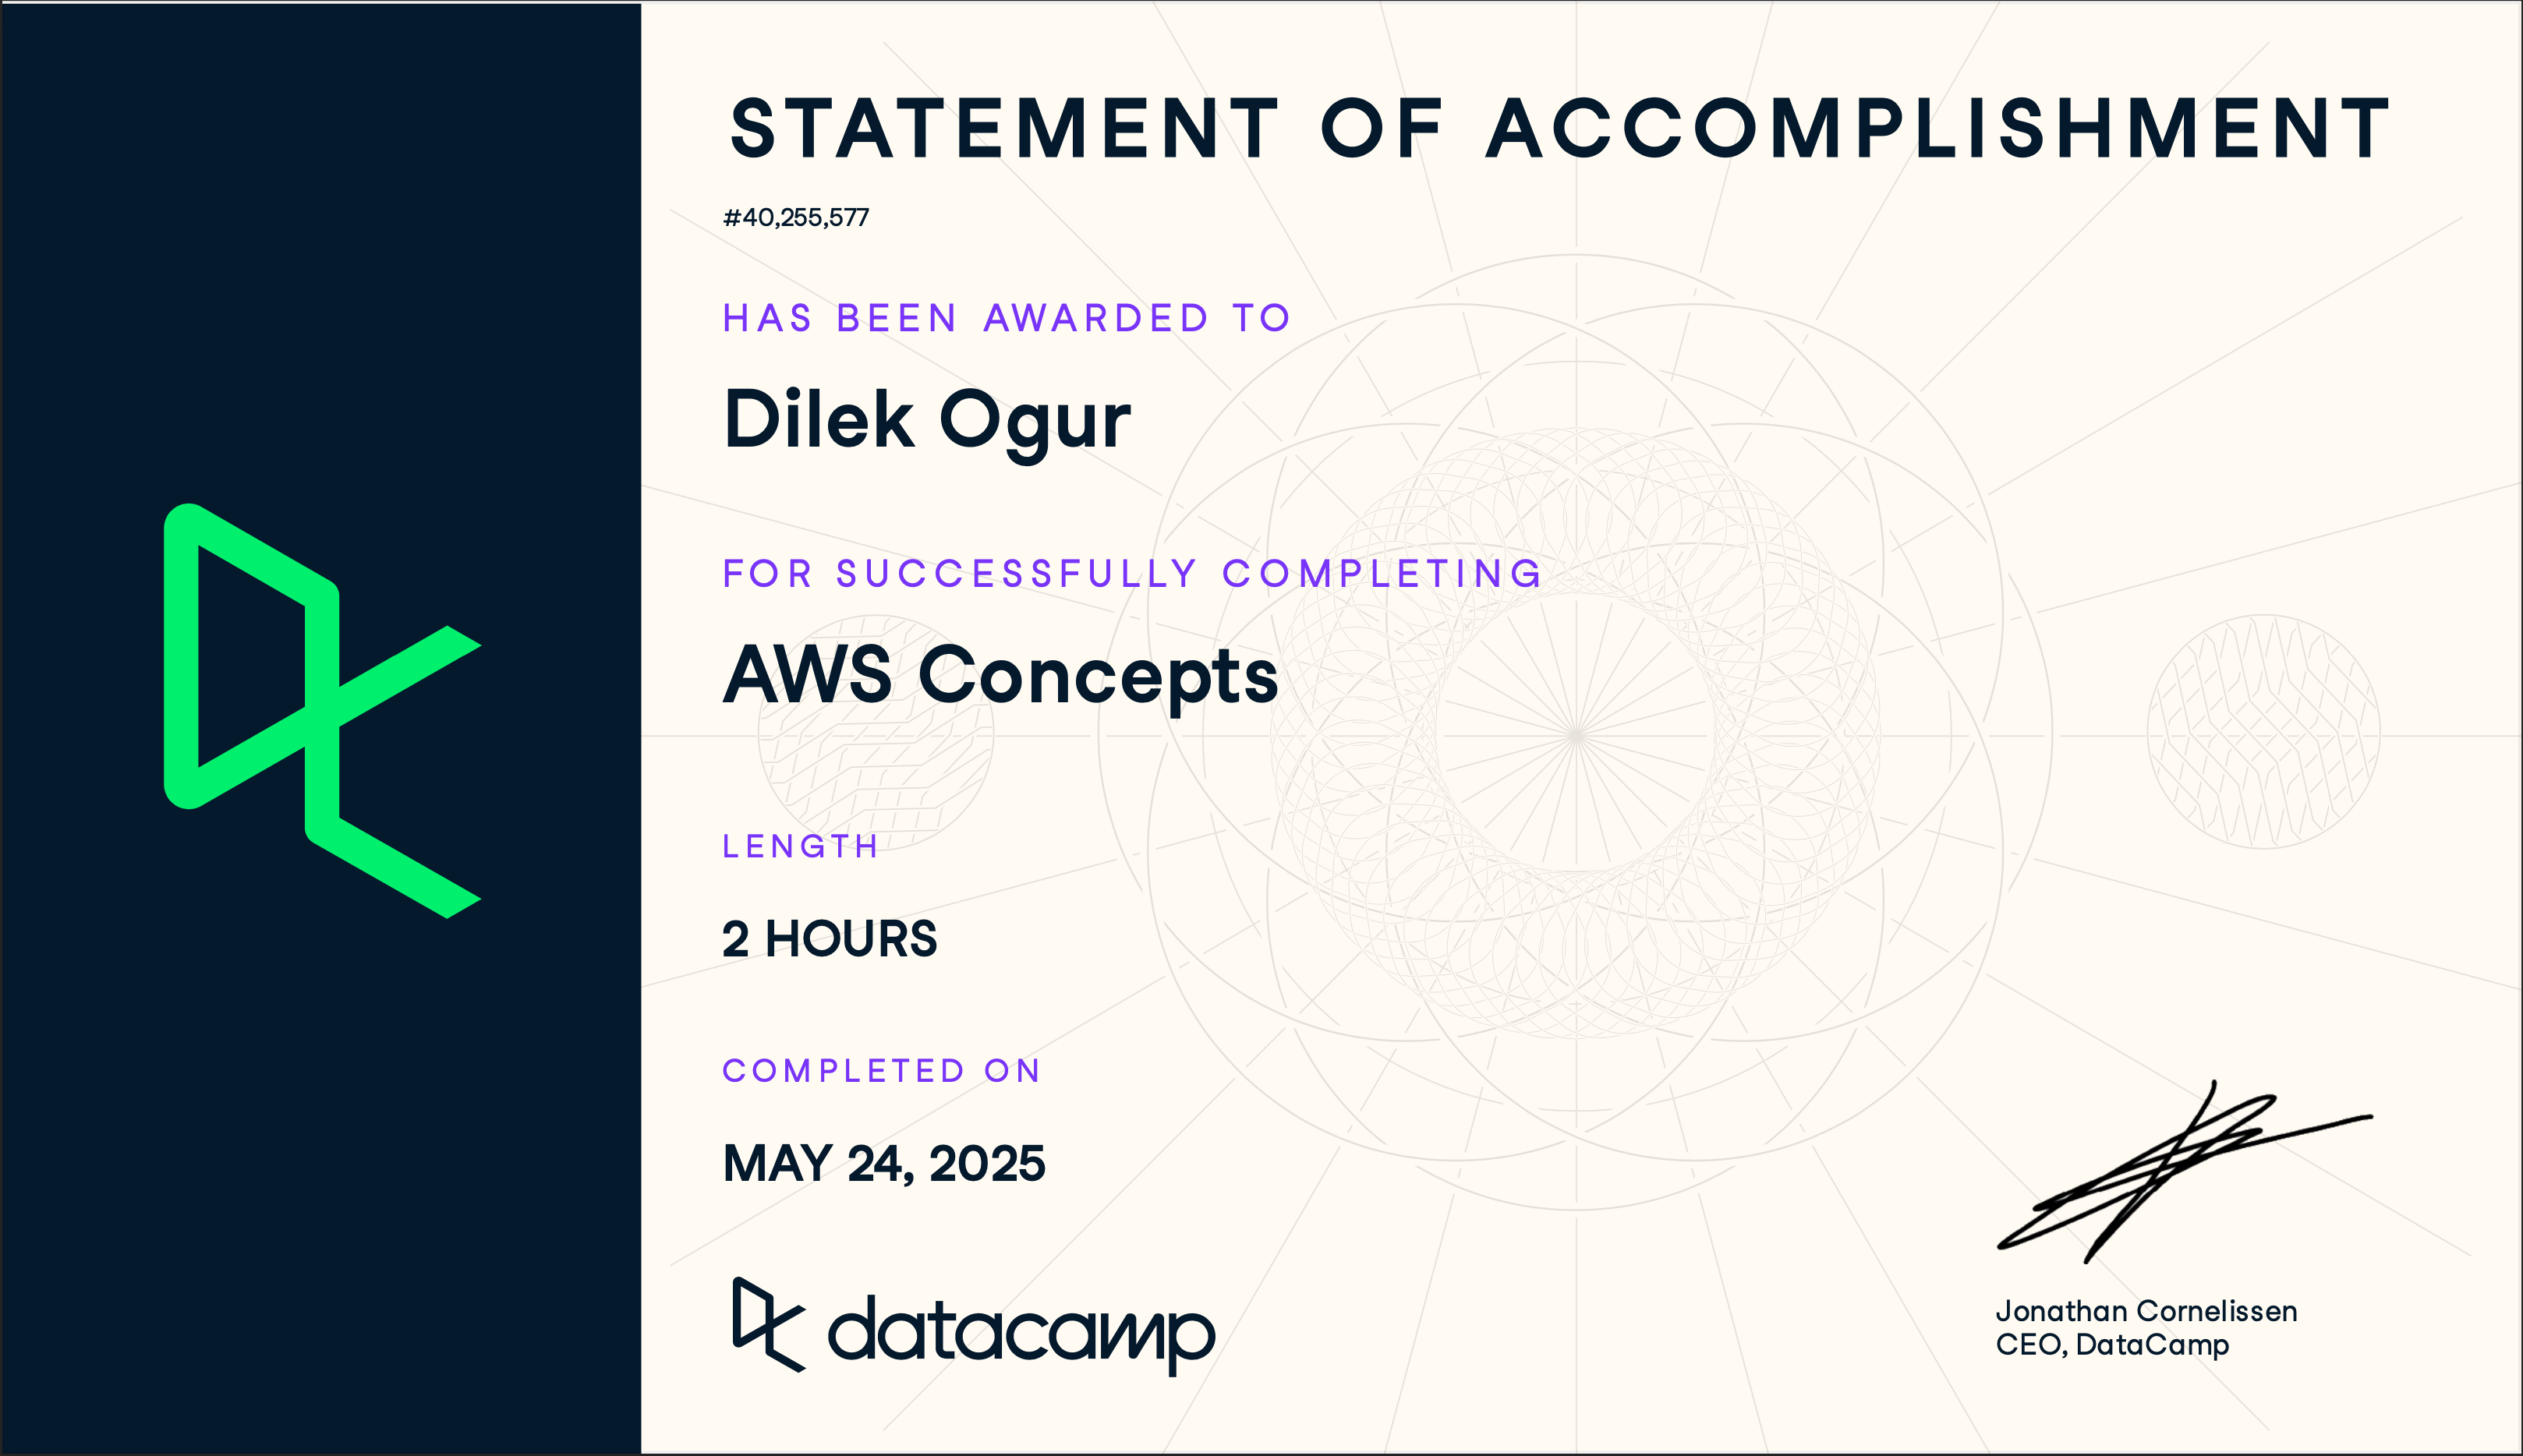 STATEMENT OF ACCOMPLISHMENT
#40,255,577
HAS BEEN AWARDED TO
Dilek Ogur
FOR SUCCESSFULLY COMPLETING
AWS Concepts
LENGTH
2 HOURS
COMPLETED ON
MAY 24, 2025
datacamp
Jonathan Cornelissen
CEO, DataCamp